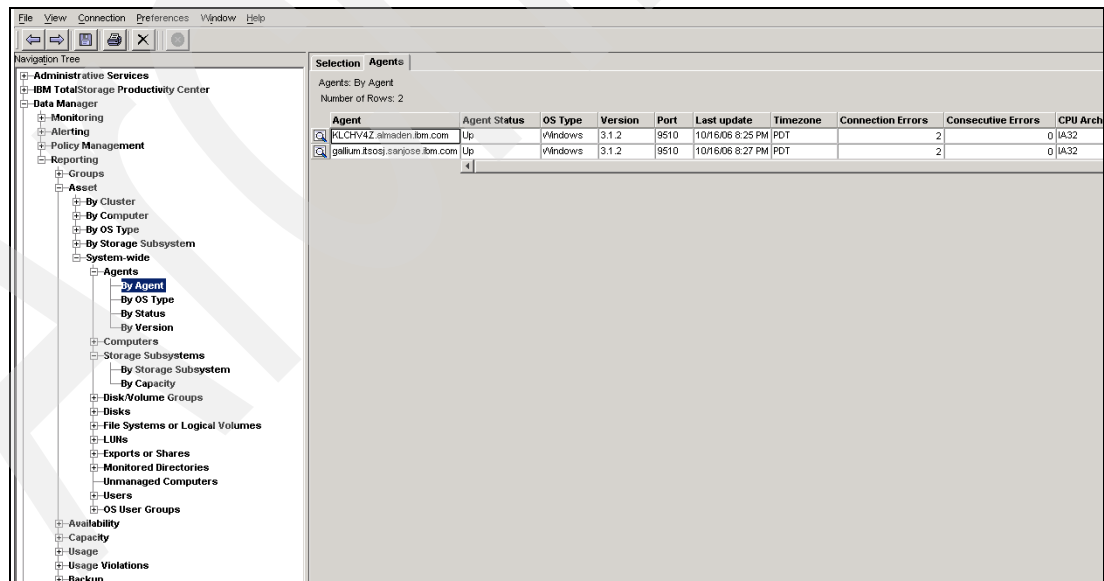 File View Connection Preferences Window Help
Navigation Tree
Administrative Services
IBM TotalStorage Productivity Center
Data Manager
Monitoring
Alerting
Policy Management
Reporting
Groups
Asset
By Cluster
By Computer
By OS Type
By Storage Subsystem
System-wide
Agents
By Agent
By OS Type
By Status
By Version
Computers
Storage Subsystems
By Storage Subsystem
By Capacity
Disk/Volume Groups
Disks
File Systems or Logical Volumes
LUNs
Exports or Shares
Monitored Directories
Unmanaged Computers
Users
OS User Groups
Availability
Capacity
Usage
Usage Violations
Backup
Selection Agents
Agents: By Agent
Number of Rows: 2
Agent Agent Status OS Type Version Port Last update Timezone Connection Errors Consecutive Errors CPU Arch
KLCHV4Z.almaden.ibm.com Up Windows 3.1.2 9510 10/16/06 8:25 PM PDT 2 0 IA32
gallium.itsosj.sanjose.ibm.com Up Windows 3.1.2 9510 10/16/06 8:27 PM PDT 2 0 IA32